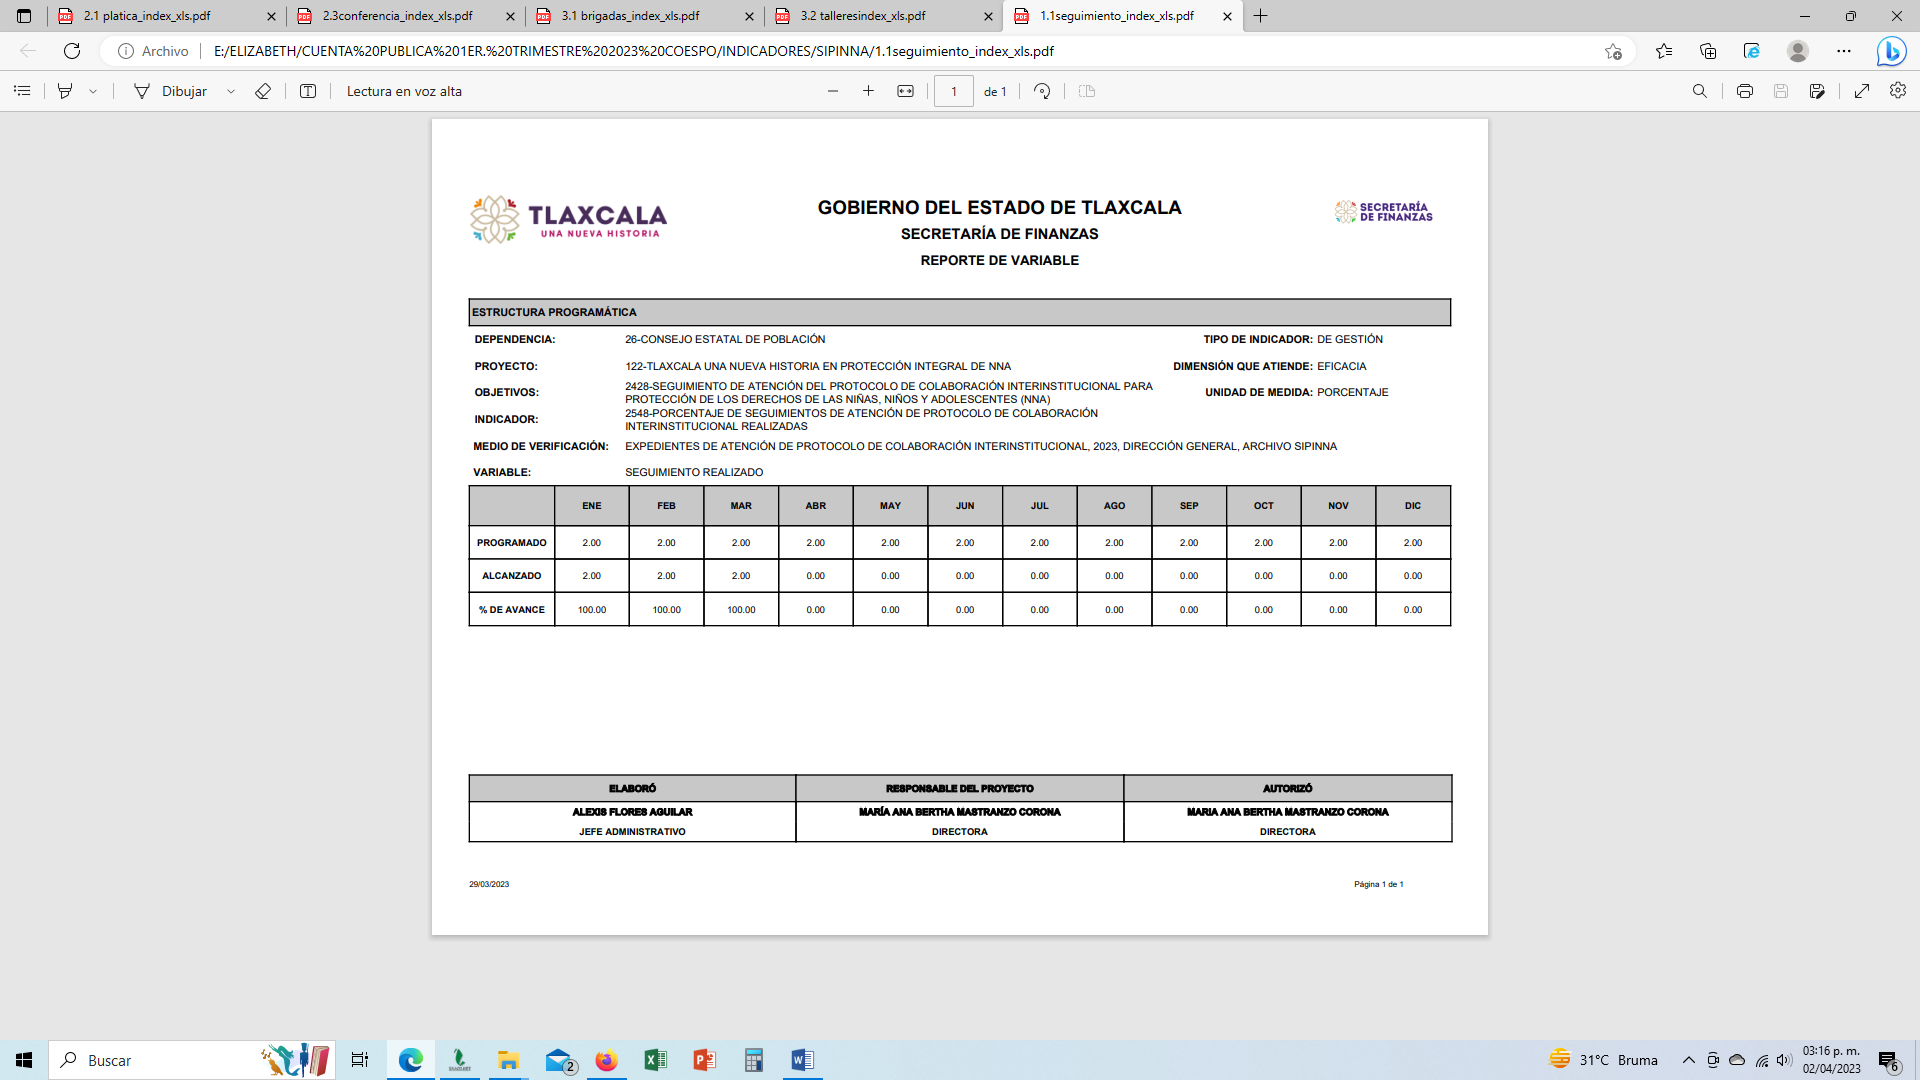 2.1 platica_index_xls.pdf
2.3conferencia_index_xls.pdf
3.1 brigadas_index_xls.pdf
3.2 talleresindex_xls.pdf
1.1seguimiento_index_xls.pdf
Archivo
E:/ELIZABETH/CUENTA%20PUBLICA%201ER.%20TRIMESTRE%202023%20COESPO/INDICADORES/SIPINNA/1.1seguimiento_index_xls.pdf
Dibujar
Lectura en voz alta
1
de 1
TLAXCALA
UNA NUEVA HISTORIA
GOBIERNO DEL ESTADO DE TLAXCALA
SECRETARÍA DE FINANZAS
REPORTE DE VARIABLE
SECRETARÍA
DE FINANZAS
ESTRUCTURA PROGRAMÁTICA
DEPENDENCIA: 26-CONSEJO ESTATAL DE POBLACIÓN TIPO DE INDICADOR: DE GESTIÓN
PROYECTO: 122-TLAXCALA UNA NUEVA HISTORIA EN PROTECCIÓN INTEGRAL DE NNA DIMENSIÓN QUE ATIENDE: EFICACIA
OBJETIVOS: 2428-SEGUIMIENTO DE ATENCIÓN DEL PROTOCOLO DE COLABORACIÓN INTERINSTITUCIONAL PARA
PROTECCIÓN DE LOS DERECHOS DE LAS NIÑAS, NIÑOS Y ADOLESCENTES (NNA) UNIDAD DE MEDIDA: PORCENTAJE
INDICADOR: 2548-PORCENTAJE DE SEGUIMIENTOS DE ATENCIÓN DE PROTOCOLO DE COLABORACIÓN
INTERINSTITUCIONAL REALIZADAS
MEDIO DE VERIFICACIÓN: EXPEDIENTES DE ATENCIÓN DE PROTOCOLO DE COLABORACIÓN INTERINSTITUCIONAL, 2023, DIRECCIÓN GENERAL, ARCHIVO SIPINNA
VARIABLE: SEGUIMIENTO REALIZADO
ENE FEB MAR ABR MAY JUN JUL AGO SEP OCT NOV DIC
PROGRAMADO 2.00 2.00 2.00 2.00 2.00 2.00 2.00 2.00 2.00 2.00 2.00 2.00
ALCANZADO 2.00 2.00 2.00 0.00 0.00 0.00 0.00 0.00 0.00 0.00 0.00 0.00
% DE AVANCE 100.00 100.00 100.00 0.00 0.00 0.00 0.00 0.00 0.00 0.00 0.00 0.00
ELABORÓ RESPONSABLE DEL PROYECTO AUTORIZÓ
ALEXIS FLORES AGUILAR MARÍA ANA BERTHA MASTRANZO CORONA MARIA ANA BERTHA MASTRANZO CORONA
JEFE ADMINISTRATIVO DIRECTORA DIRECTORA
29/03/2023 Página 1 de 1
Buscar
2
31°C Bruma
03:16 p. m.
02/04/2023
6